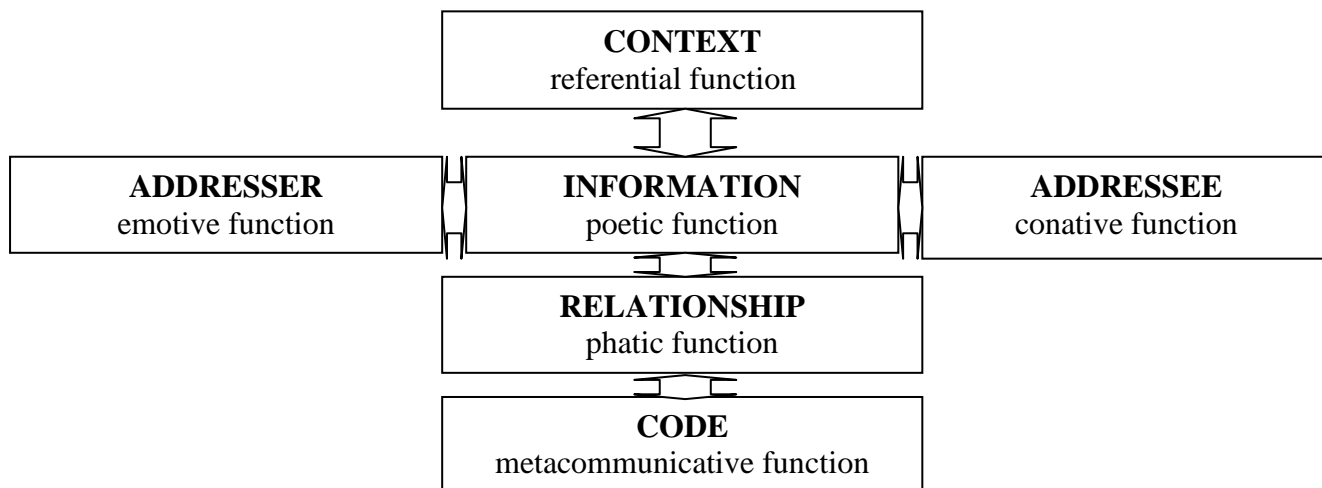 CONTEXT
referential function
ADDRESSER
emotive function
INFORMATION
poetic function
ADDRESSEE
conative function
RELATIONSHIP
phatic function
CODE
metacommunicative function